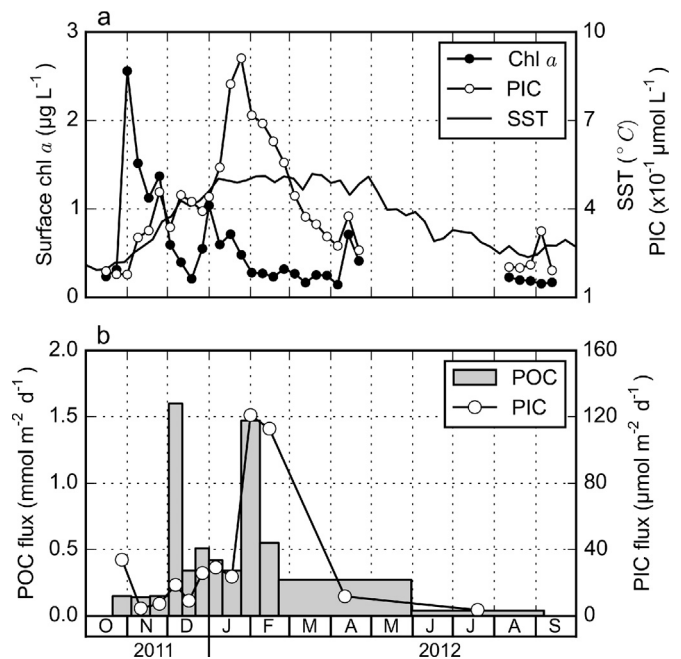 a
Surface chl a (µg L⁻¹)
3
2
1
0
Chl a
PIC
SST
10
7
4
1
SST (°C)
PIC (x10⁻¹ µmol L⁻¹)
b
POC flux (mmol m⁻² d⁻¹)
2.0
1.5
1.0
0.5
0.0
POC
PIC
160
120
80
40
0
PIC flux (µmol m⁻² d⁻¹)
O N D J F M A M J J A S
2011 2012